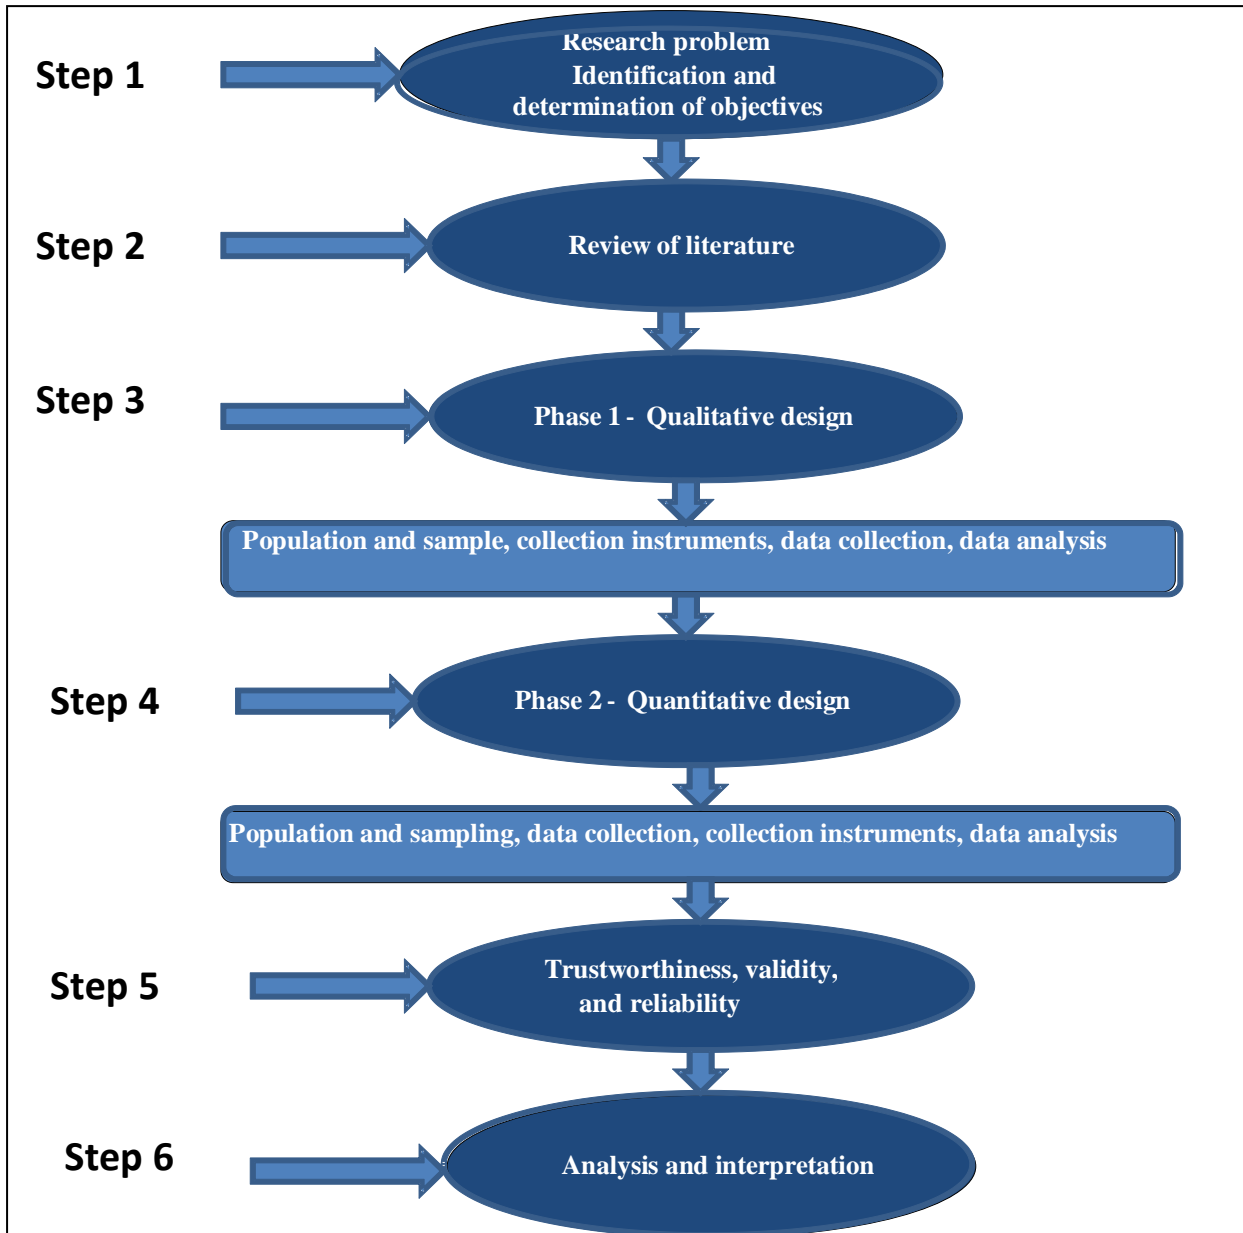 Step 1
Research problem
Identification and
determination of objectives
Step 2
Review of literature
Step 3
Phase 1 - Qualitative design
Population and sample, collection instruments, data collection, data analysis
Step 4
Phase 2 - Quantitative design
Population and sampling, data collection, collection instruments, data analysis
Step 5
Trustworthiness, validity,
and reliability
Step 6
Analysis and interpretation